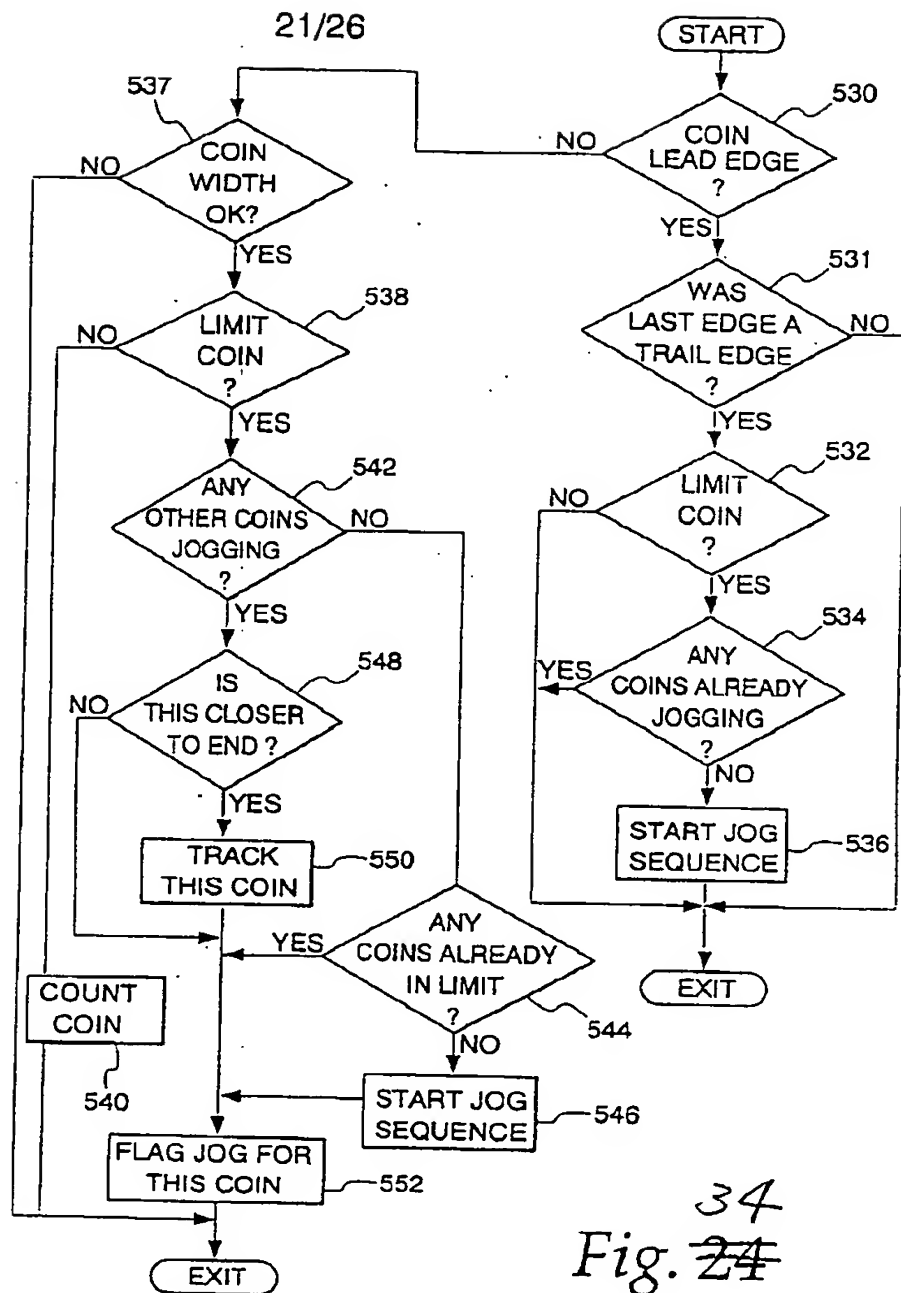 21/26
START
530
COIN
LEAD EDGE
?
NO
YES
531
WAS
LAST EDGE A
TRAIL EDGE
?
NO
YES
532
LIMIT
COIN
?
NO
YES
534
ANY
COINS ALREADY
JOGGING
?
YES
NO
START JOG
SEQUENCE
536
EXIT
537
COIN
WIDTH
OK?
NO
YES
538
LIMIT
COIN
?
NO
YES
542
ANY
OTHER COINS
JOGGING
?
NO
YES
548
IS
THIS CLOSER
TO END ?
NO
YES
TRACK
THIS COIN
550
ANY
COINS ALREADY
IN LIMIT
?
YES
544
NO
START JOG
SEQUENCE
546
COUNT
COIN
540
FLAG JOG FOR
THIS COIN
552
EXIT
34
Fig. 24